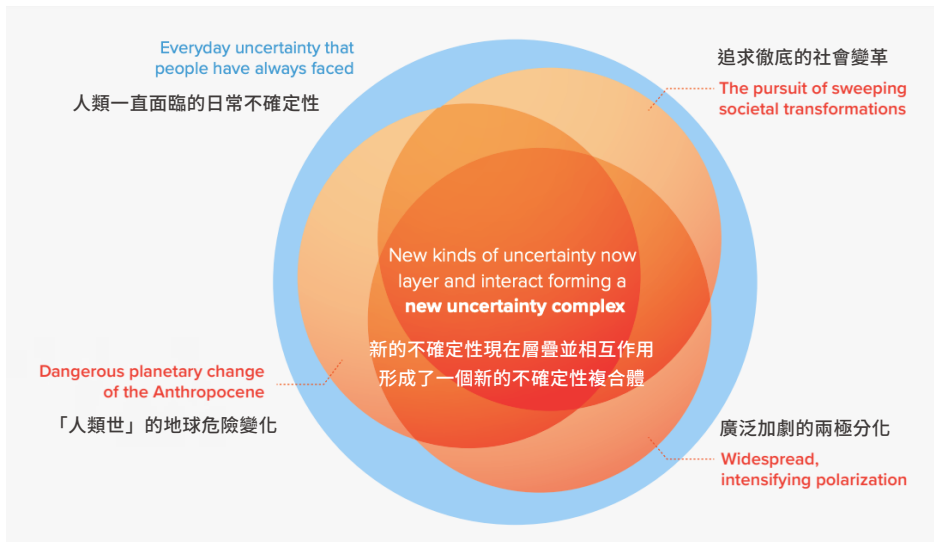 Everyday uncertainty that
people have always faced
人類一直面臨的日常不確定性
追求徹底的社會變革
The pursuit of sweeping
societal transformations
New kinds of uncertainty now
layer and interact forming a
new uncertainty complex
新的不確定性現在層疊並相互作用
形成了一個新的不確定性複合體
Dangerous planetary change
of the Anthropocene
「人類世」的地球危險變化
廣泛加劇的兩極分化
Widespread,
intensifying polarization